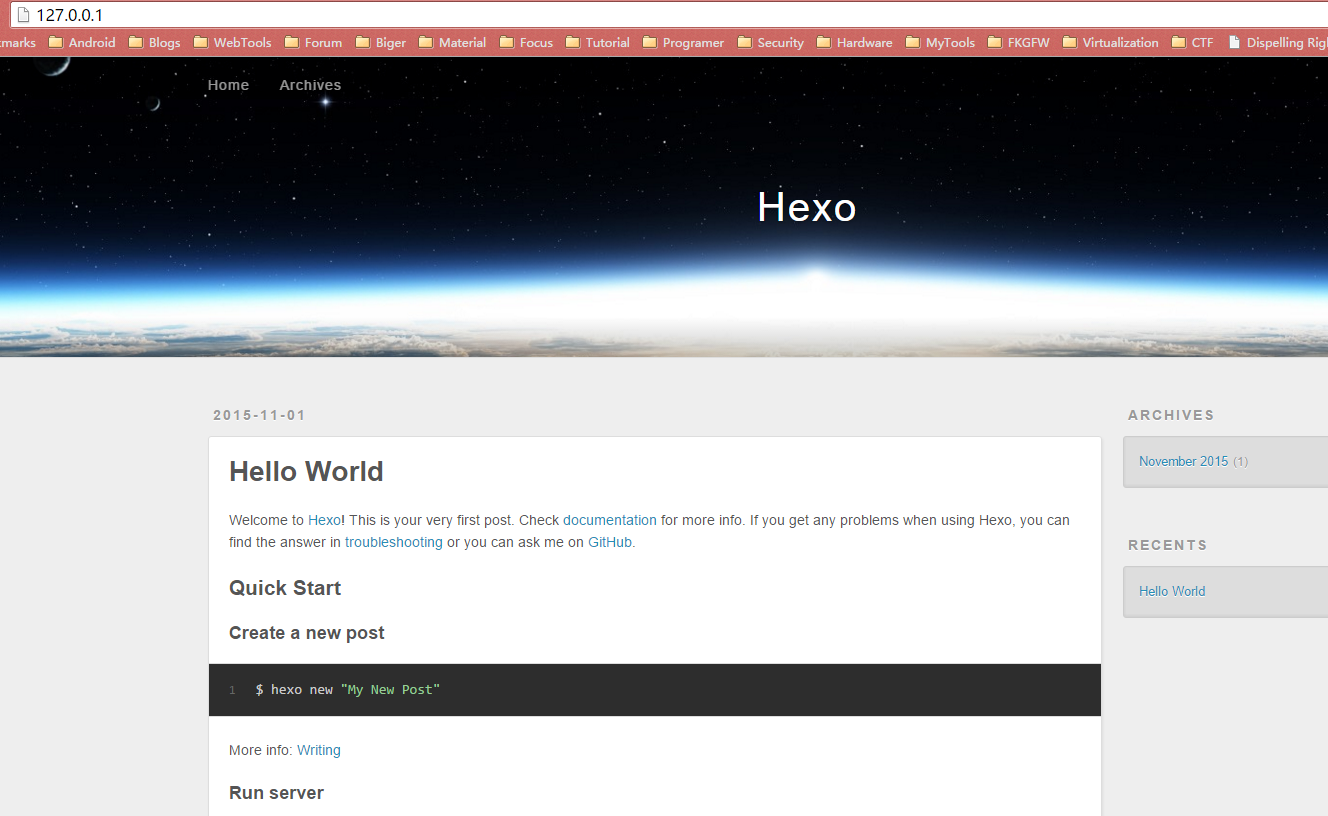 127.0.0.1
kmarks Android Blogs WebTools Forum Biger Material Focus Tutorial Programer Security Hardware MyTools FKGFW Virtualization CTF Dispelling Righ
Home Archives
Hexo
2015-11-01
Hello World
Welcome to Hexo! This is your very first post. Check documentation for more info. If you get any problems when using Hexo, you can
find the answer in troubleshooting or you can ask me on GitHub.
Quick Start
Create a new post
1 $ hexo new "My New Post"
More info: Writing
Run server
ARCHIVES
November 2015 (1)
RECENTS
Hello World